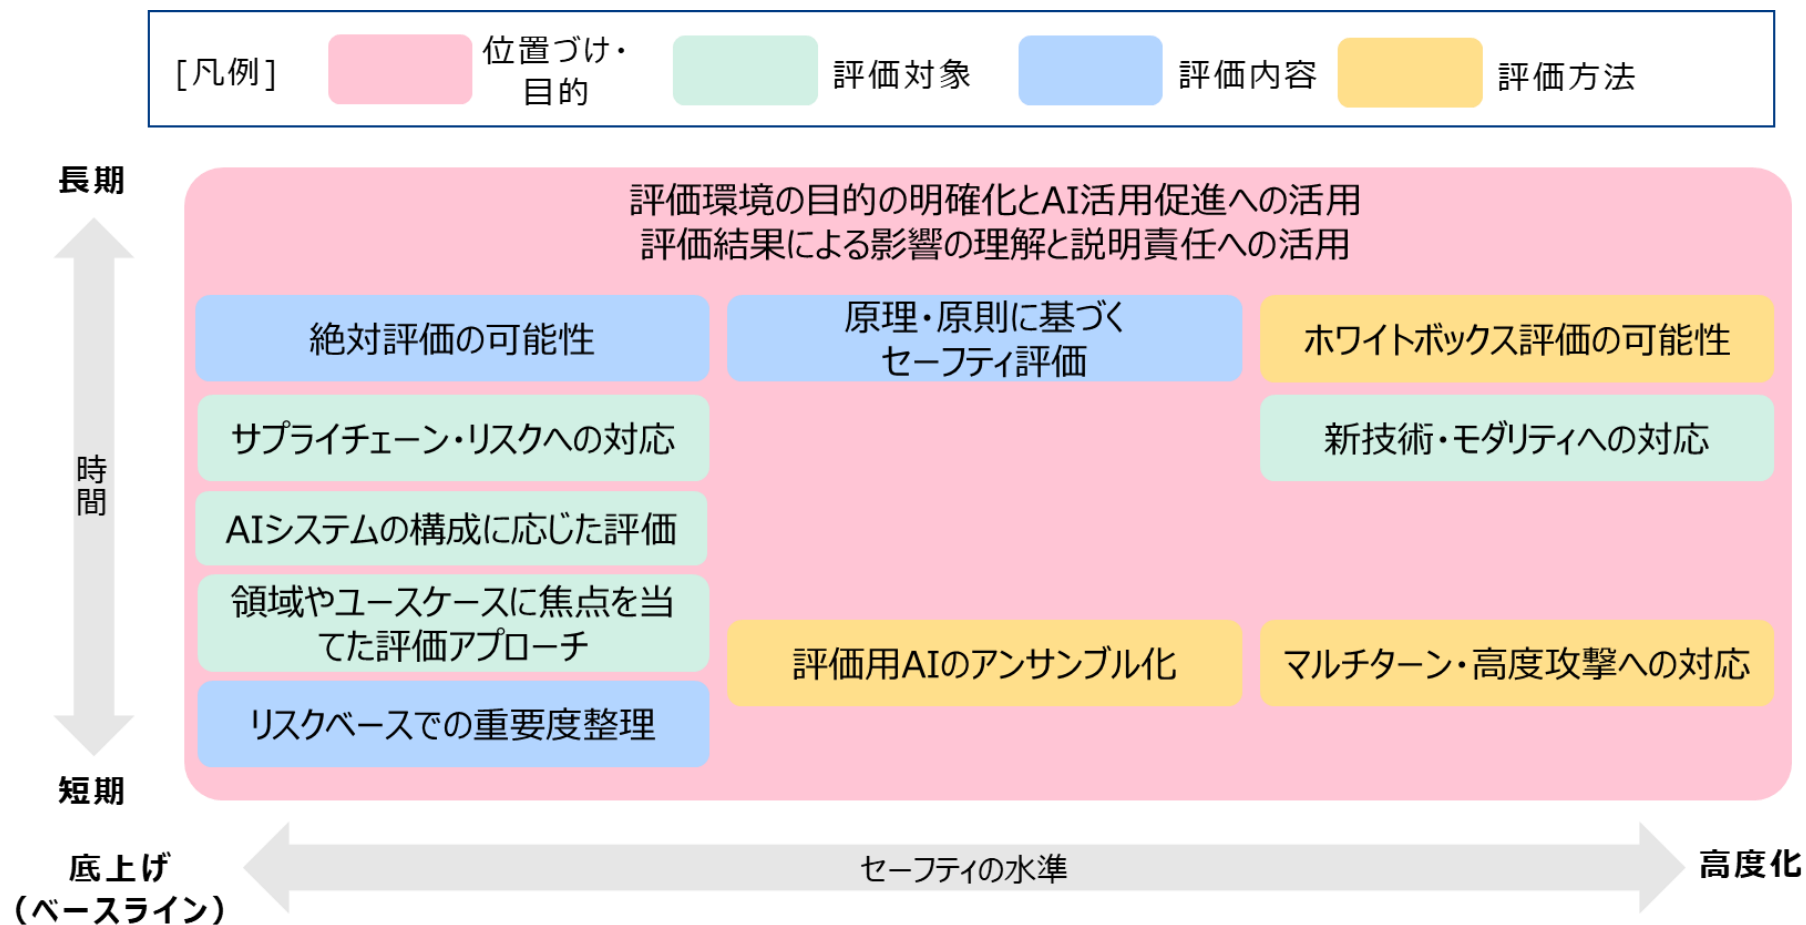 [凡例]
位置づけ・
目的
評価対象
評価内容
評価方法
長期
時間
短期
評価環境の目的の明確化とAI活用促進への活用
評価結果による影響の理解と説明責任への活用
絶対評価の可能性
原理・原則に基づく
セーフティ評価
ホワイトボックス評価の可能性
サプライチェーン・リスクへの対応
新技術・モダリティへの対応
AIシステムの構成に応じた評価
領域やユースケースに焦点を当
てた評価アプローチ
評価用AIのアンサンブル化
マルチターン・高度攻撃への対応
リスクベースでの重要度整理
底上げ
（ベースライン）
セーフティの水準
高度化